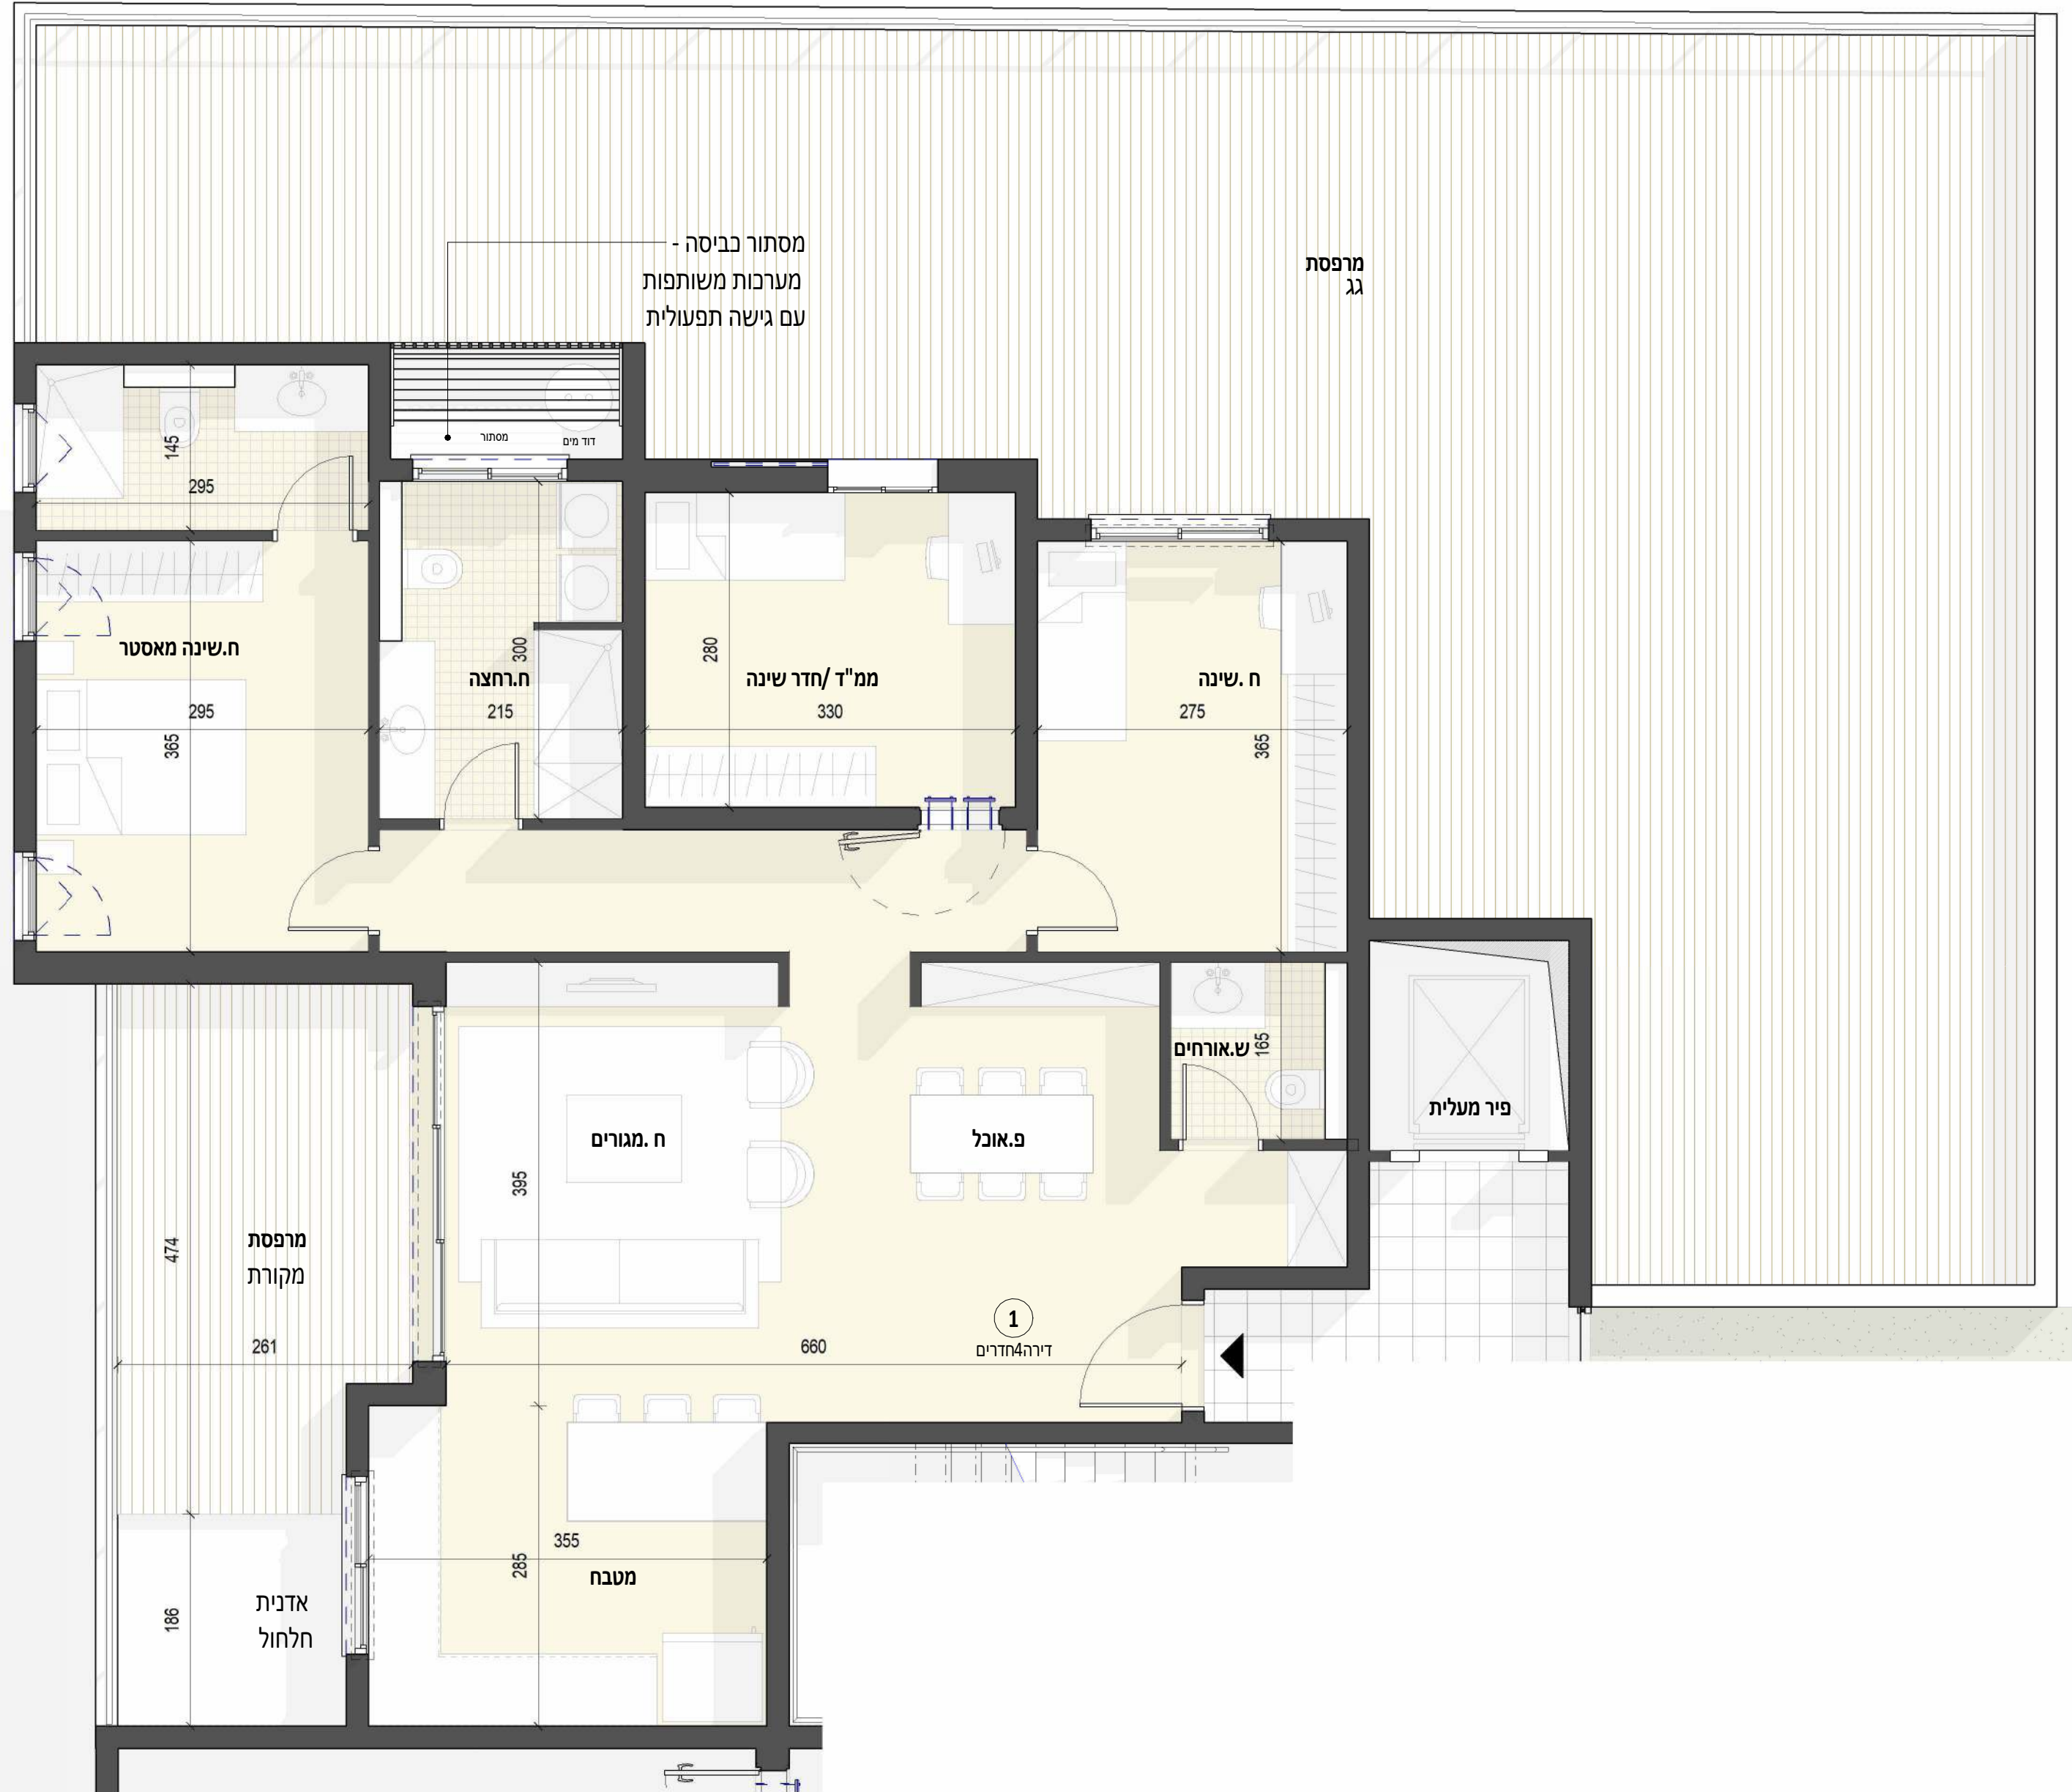 מסתור כביסה -
מערכות משותפות
עם גישה תפעולית
מרפסת
גג
מסתור
דוד מים
145
295
ח.שינה מאסטר
295
365
300
ח.רחצה
215
280
ממ"ד /חדר שינה
330
ח .שינה
275
365
ש.אורחים
165
פיר מעלית
ח .מגורים
פ.אוכל
395
474
מרפסת
מקורת
261
660
1
דירה4חדרים
355
285
מטבח
186
אדנית
חלחול